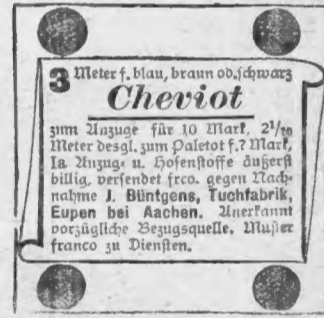 3 Meter f. blau, braun od. schwarz
Cheviot
zum Anzuge für 10 Mark, 2 1/10
Meter desgl. zum Paletot f. 7 Mark,
Ia Anzug- u. Hosenstoffe äußerst
billig, versendet frco. gegen Nach-
nahme J. Büntgens, Tuchfabrik,
Eupen bei Aachen. Anerkannt
vorzügliche Bezugsquelle. Muster
franco zu Diensten.